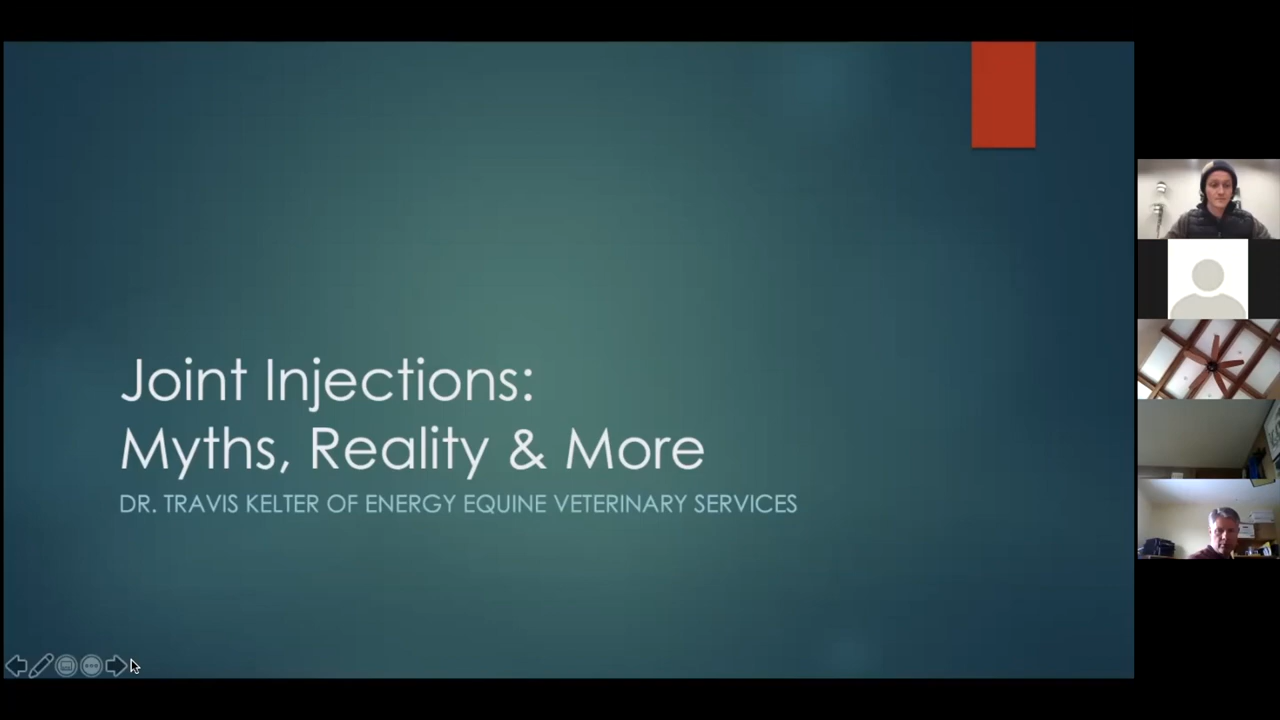 Joint Injections:
Myths, Reality & More
DR. TRAVIS KELTER OF ENERGY EQUINE VETERINARY SERVICES